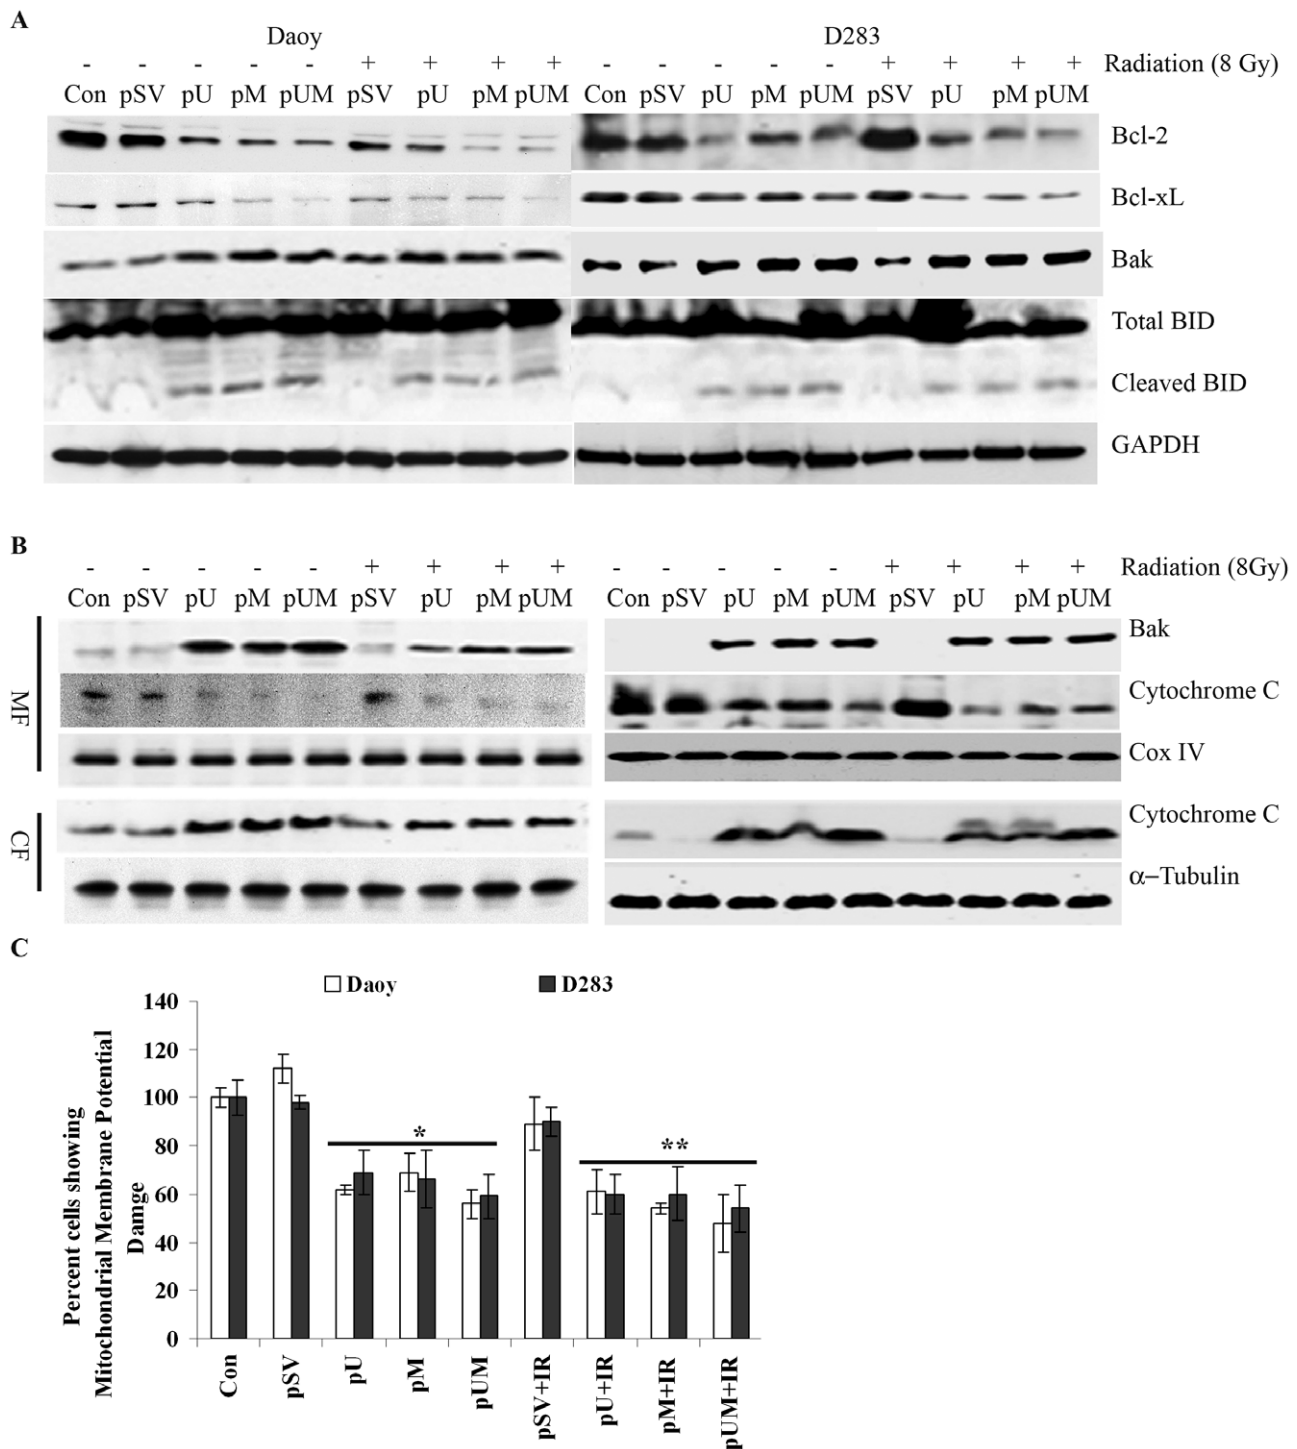 A
Daoy D283
- - - - - + + + + - - - - - + + + + Radiation (8 Gy)
Con pSV pU pM pUM pSV pU pM pUM Con pSV pU pM pUM pSV pU pM pUM
Bcl-2
Bcl-xL
Bak
Total BID
Cleaved BID
GAPDH
B
- - - - - + + + + - - - - - + + + + Radiation (8Gy)
Con pSV pU pM pUM pSV pU pM pUM Con pSV pU pM pUM pSV pU pM pUM
MF
Bak
Cytochrome C
Cox IV
CF
Cytochrome C
α-Tubulin
C
Daoy D283
Percent cells showing
Mitochondrial Membrane Potential
Damge
140
120
100
80
60
40
20
0
* **
Con pSV pU pM pUM pSV+IR pU+IR pM+IR pUM+IR